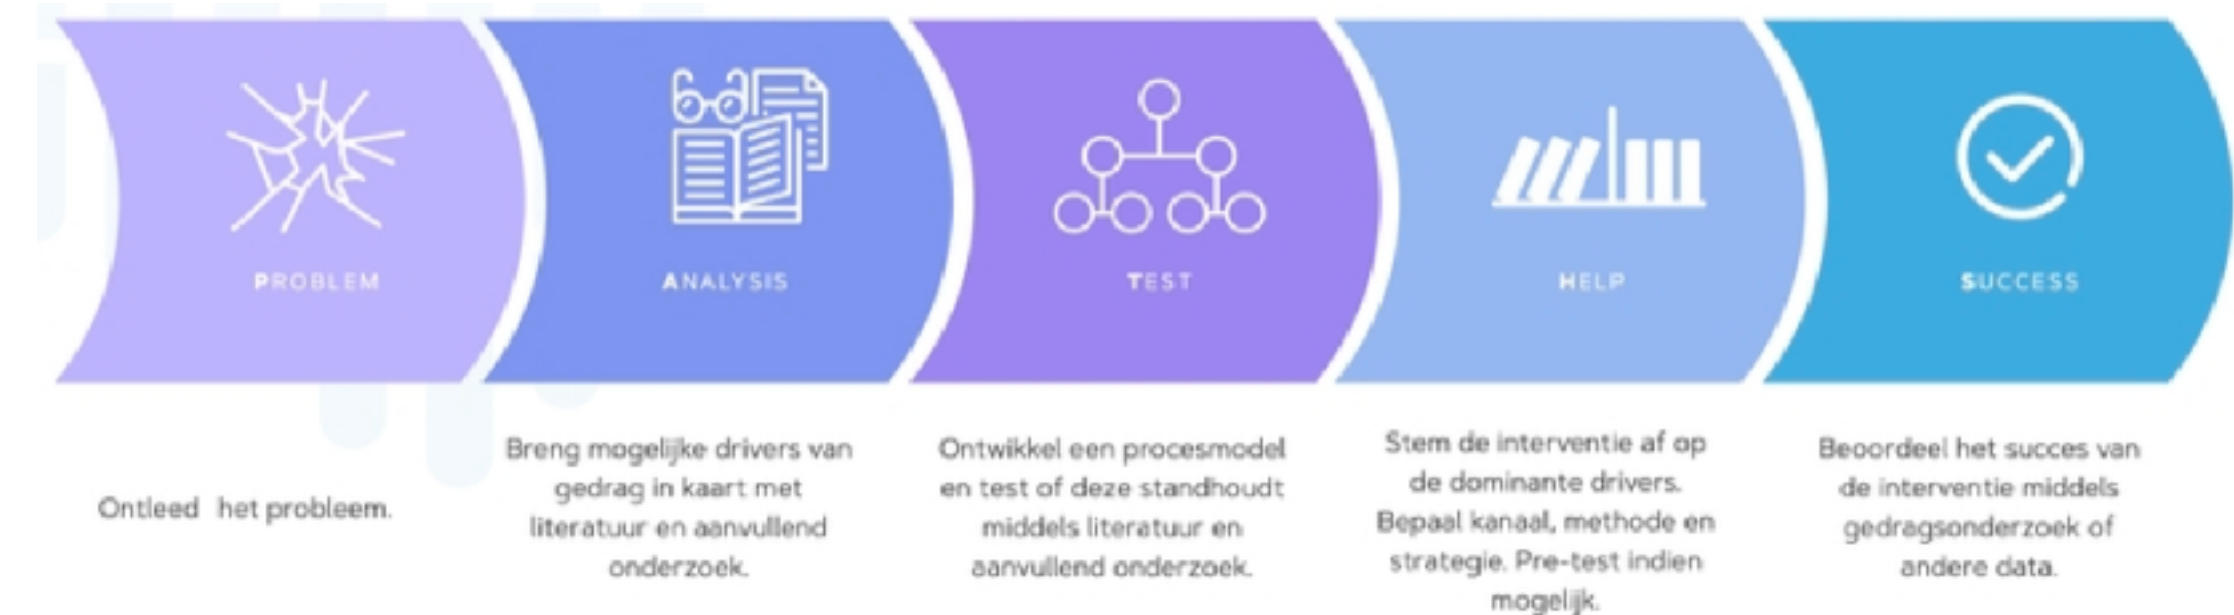 PROBLEM
ANALYSIS
TEST
HELP
SUCCESS
Ontleed het probleem.
Breng mogelijke drivers van
gedrag in kaart met
literatuur en aanvullend
onderzoek.
Ontwikkel een procesmodel
en test of deze standhoudt
middels literatuur en
aanvullend onderzoek.
Stem de interventie af op
de dominante drivers.
Bepaal kanaal, methode en
strategie. Pre-test indien
mogelijk.
Beoordeel het succes van
de interventie middels
gedragsonderzoek of
andere data.